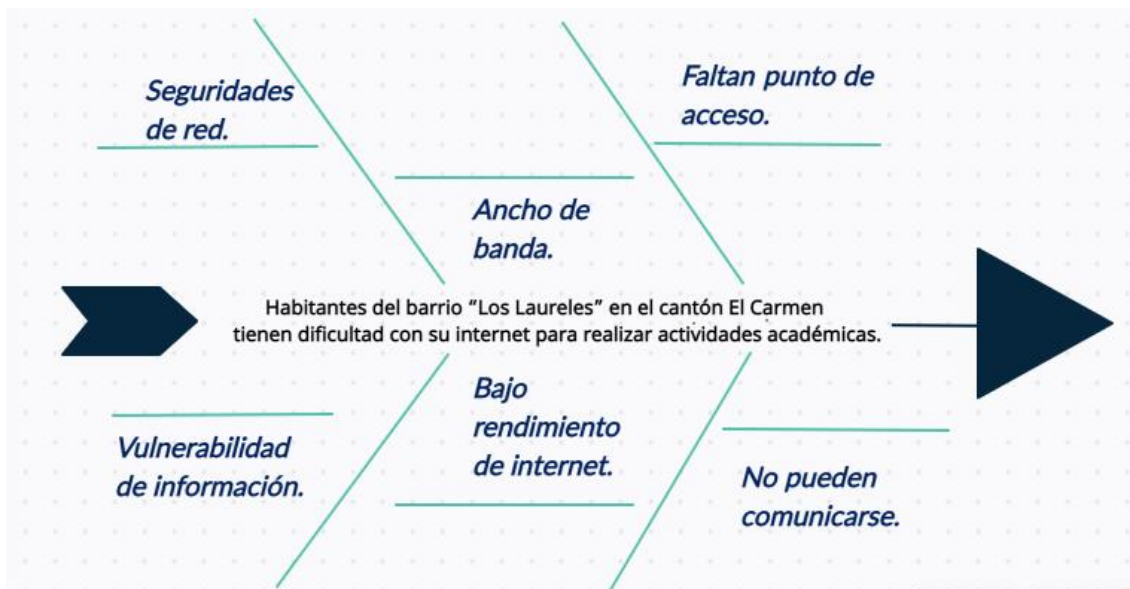 Seguridades
de red.
Faltan punto de
acceso.
Ancho de
banda.
Habitantes del barrio “Los Laureles” en el cantón El Carmen
tienen dificultad con su internet para realizar actividades académicas.
Vulnerabilidad
de información.
Bajo
rendimiento
de internet.
No pueden
comunicarse.